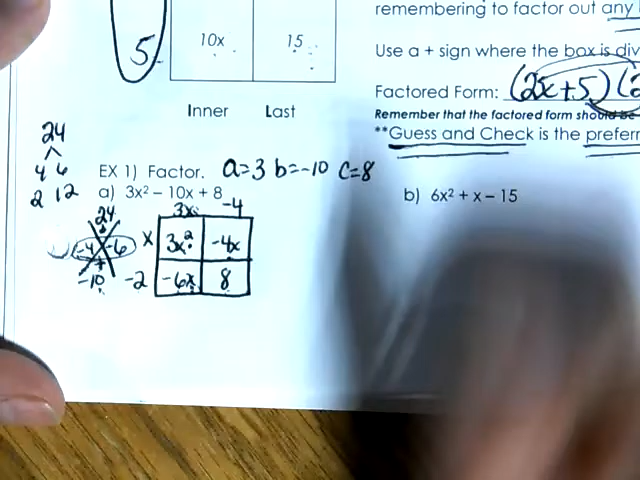 remembering to factor out any
5
10x
15
Use a + sign where the box is div
Factored Form: (2x+5)(2
Inner Last
Remember that the factored form should be
**Guess and Check is the prefer
24
4 6
2 12
EX 1) Factor. a=3 b=-10 c=8
a) 3x² – 10x + 8
b) 6x² + x – 15
24
-4 -6
-10
3x -4
x 3x² -4x
-2 -6x 8